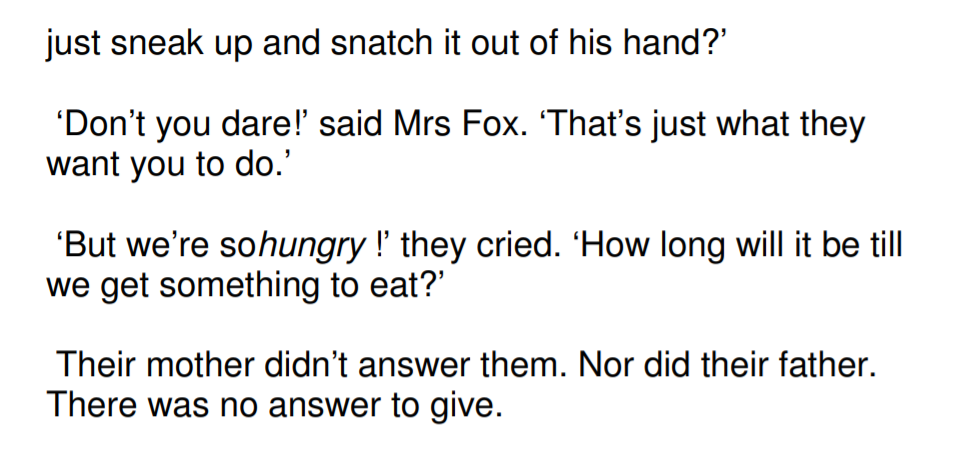 just sneak up and snatch it out of his hand?’
‘Don’t you dare!’ said Mrs Fox. ‘That’s just what they
want you to do.’
‘But we’re sohungry !’ they cried. ‘How long will it be till
we get something to eat?’
Their mother didn’t answer them. Nor did their father.
There was no answer to give.